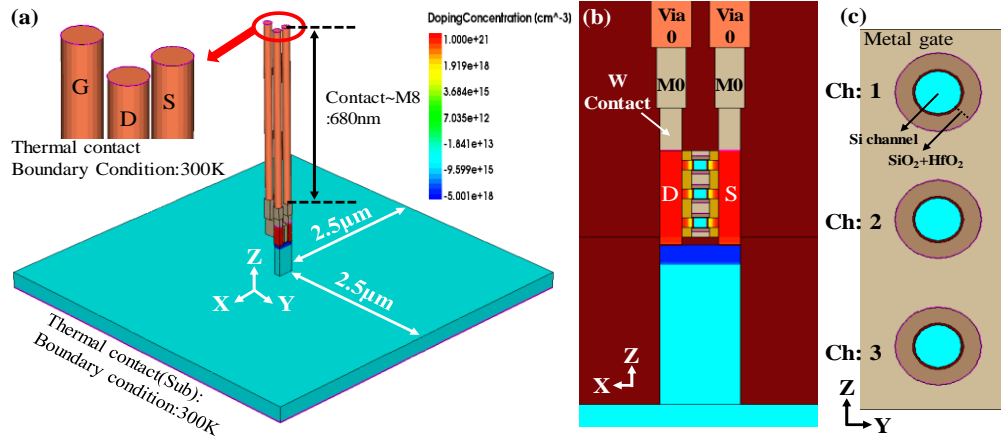 (a)
G
D
S
Thermal contact
Boundary Condition:300K
Contact~M8
:680nm
DopingConcentration (cm^-3)
1.000e+21
1.919e+18
3.683e+15
7.035e+12
-1.841e+13
-9.599e+15
-5.001e+18
2.5μm
2.5μm
Z
X
Y
Thermal contact(Sub):
Boundary condition:300K
(b)
Via
0
Via
0
M0
M0
W
Contact
D
S
Z
X
(c)
Metal gate
Ch: 1
Si channel
SiO2+HfO2
Ch: 2
Ch: 3
Z
Y